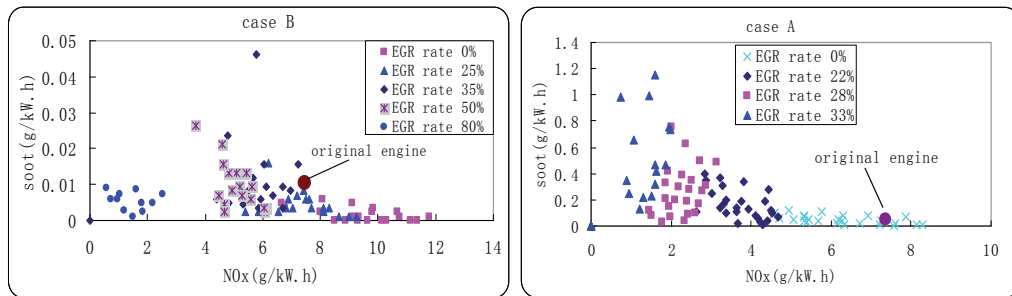 case B
0.05
0.04
0.03
0.02
0.01
0
soot(g/kW.h)
0
2
4
6
8
10
12
14
NOx(g/kW.h)
EGR rate 0%
EGR rate 25%
EGR rate 35%
EGR rate 50%
EGR rate 80%
original engine
case A
1.4
1.2
1.0
0.8
0.6
0.4
0.2
0.0
soot(g/kW.h)
0
2
4
6
8
10
NOx(g/kW.h)
EGR rate 0%
EGR rate 22%
EGR rate 28%
EGR rate 33%
original engine